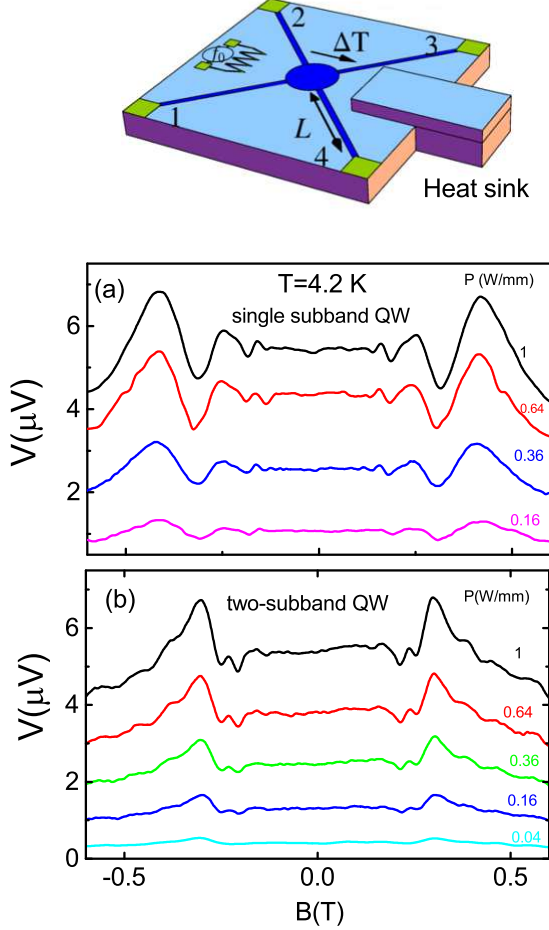 2
ΔT
3
I₀
1
L
4
Heat sink
(a)
T=4.2 K
P (W/mm)
single subband QW
6
1
0.64
4
V(μV)
0.36
2
0.16
(b)
two-subband QW
P(W/mm)
6
1
V(μV)
4
0.64
0.36
2
0.16
0.04
0
-0.5
0.0
0.5
B(T)